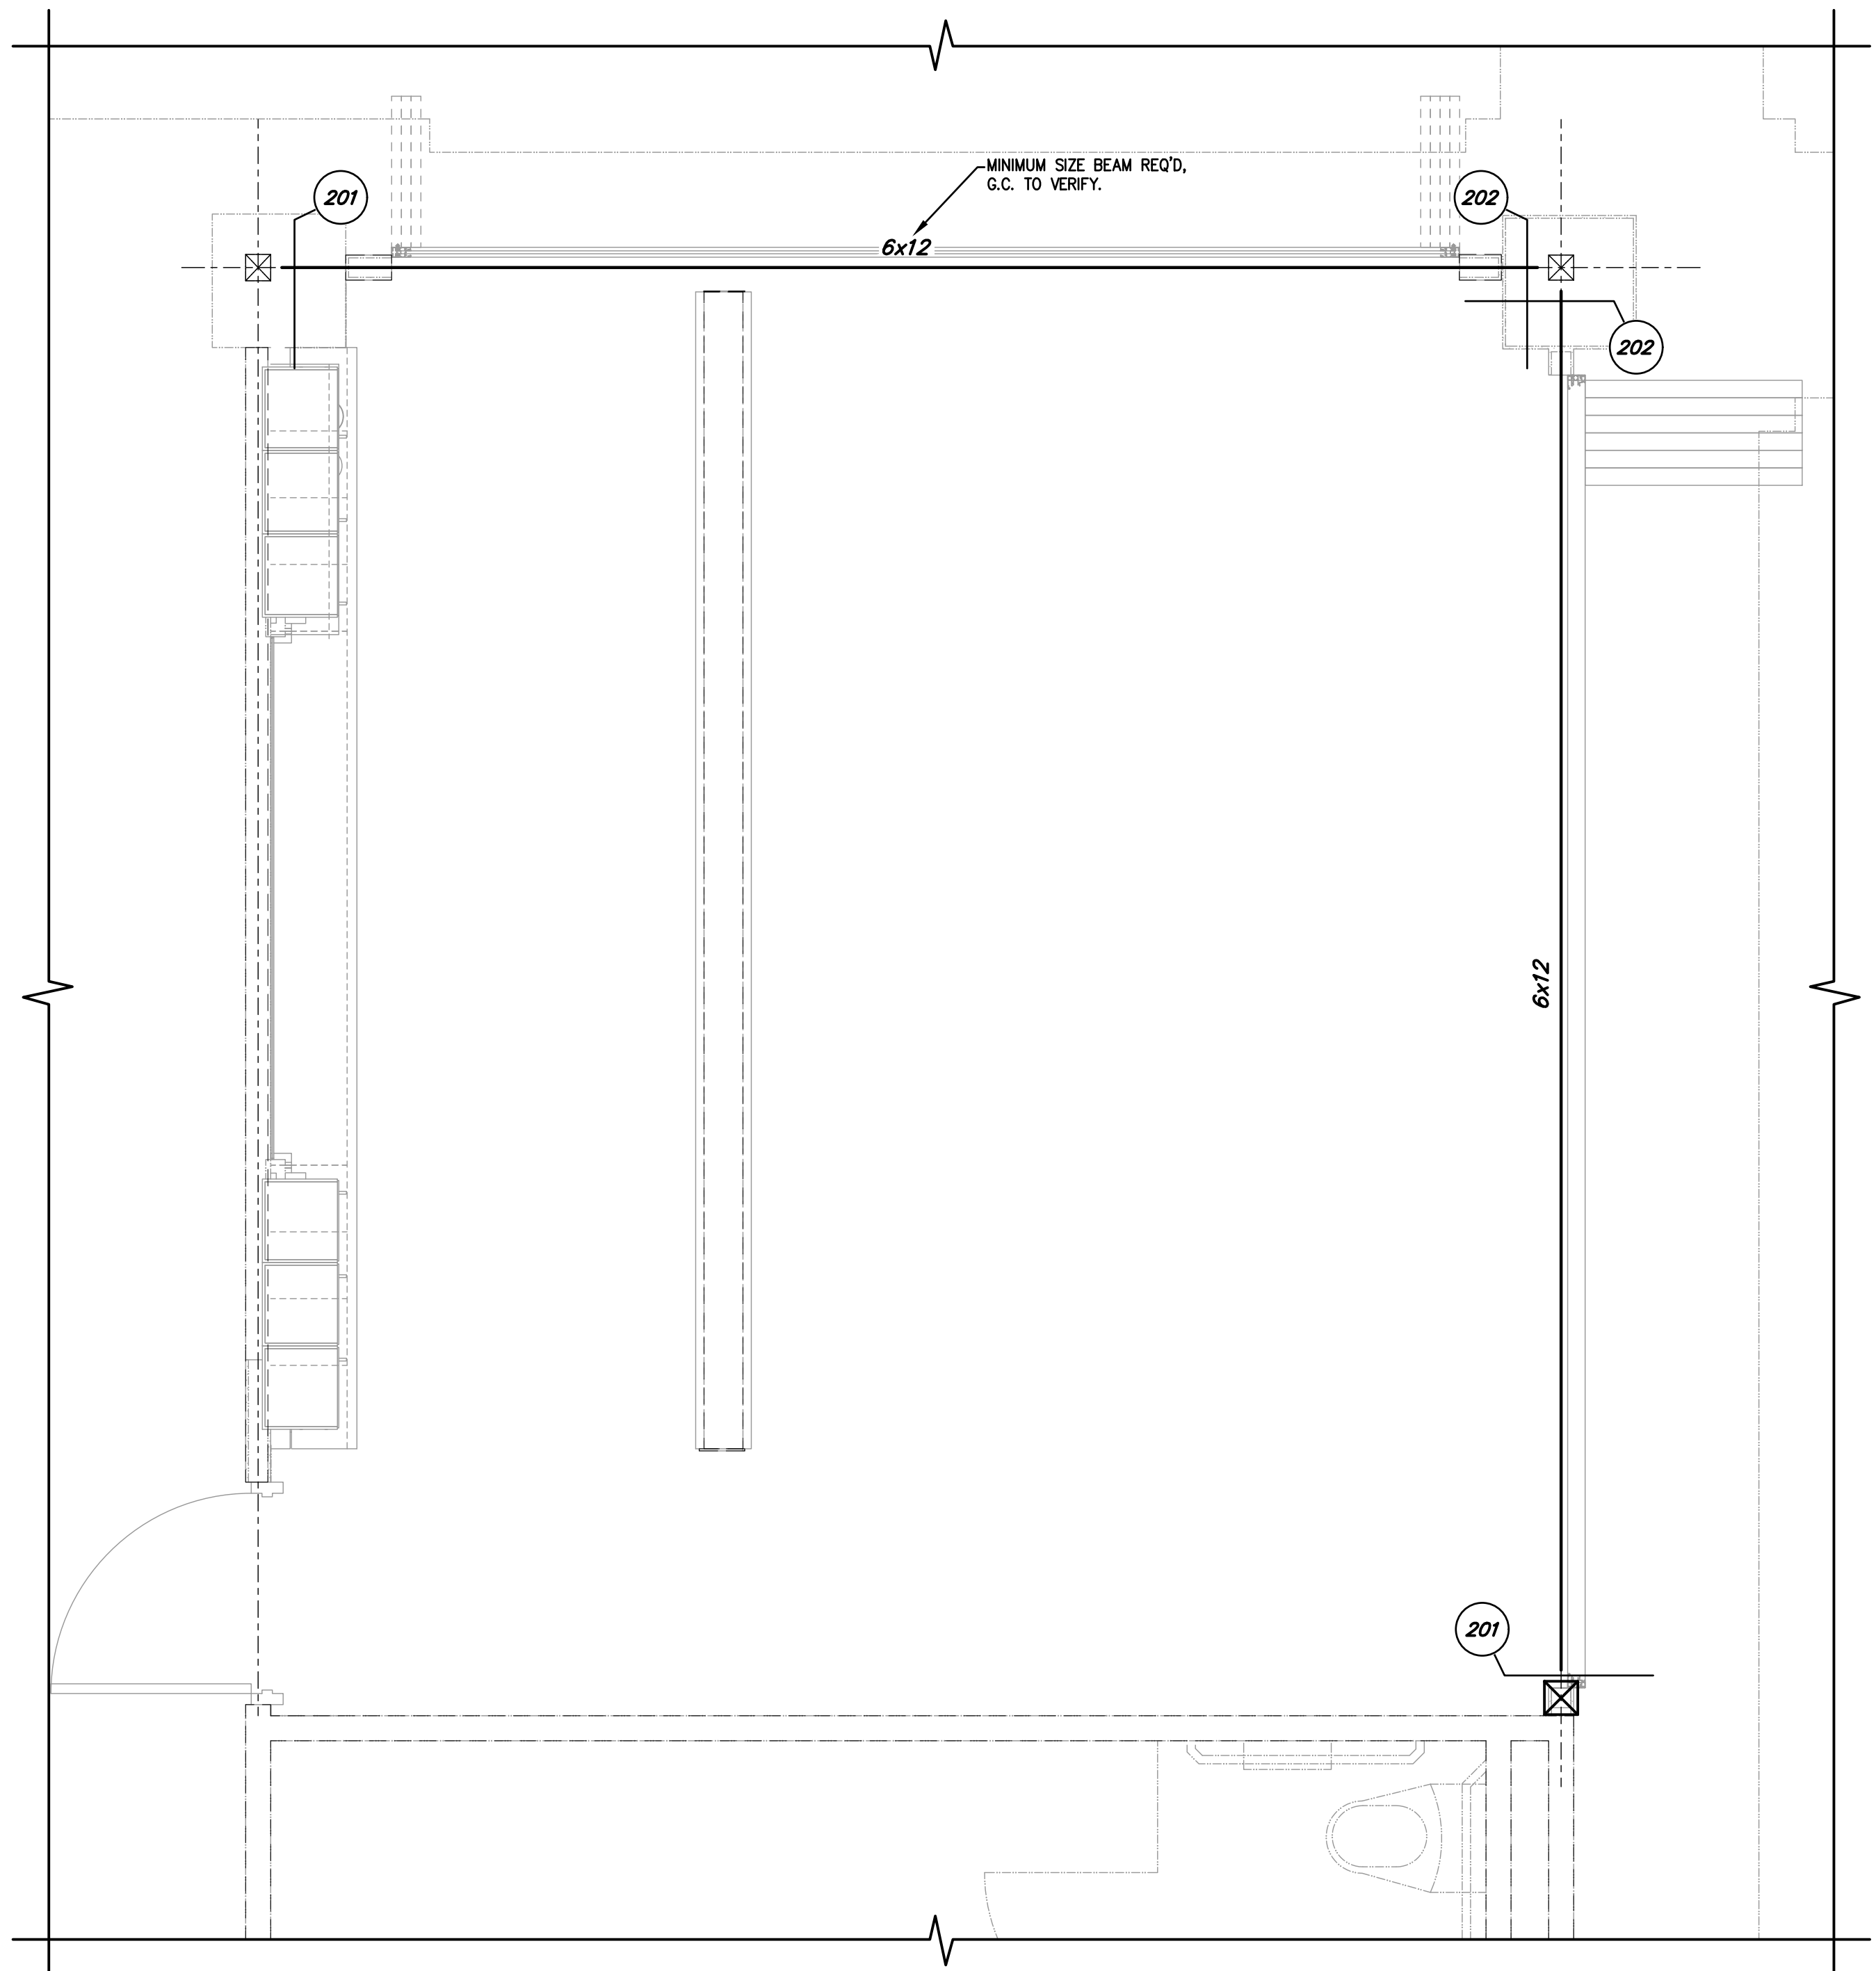 MINIMUM SIZE BEAM REQ'D,
G.C. TO VERIFY.
201
202
6x12
202
6x12
201